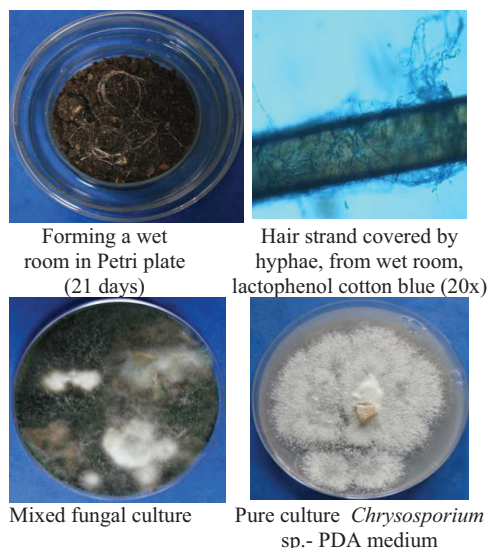 Forming a wet
room in Petri plate
(21 days)
Hair strand covered by
hyphae, from wet room,
lactophenol cotton blue (20x)
Mixed fungal culture
Pure culture Chrysosporium
sp.- PDA medium